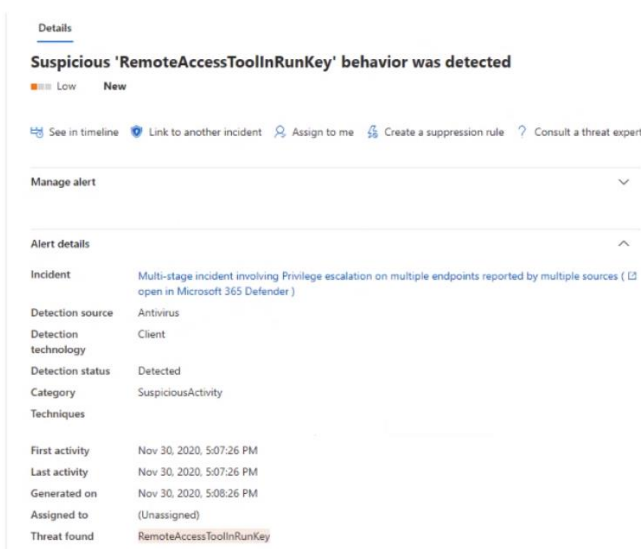 Details
Suspicious 'RemoteAccessToolInRunKey' behavior was detected
Low New
See in timeline Link to another incident Assign to me Create a suppression rule ? Consult a threat expert
Manage alert
Alert details
Incident Multi-stage incident involving Privilege escalation on multiple endpoints reported by multiple sources (
open in Microsoft 365 Defender )
Detection source Antivirus
Detection technology Client
Detection status Detected
Category SuspiciousActivity
Techniques
First activity Nov 30, 2020, 5:07:26 PM
Last activity Nov 30, 2020, 5:07:26 PM
Generated on Nov 30, 2020, 5:08:26 PM
Assigned to (Unassigned)
Threat found RemoteAccessToolInRunKey